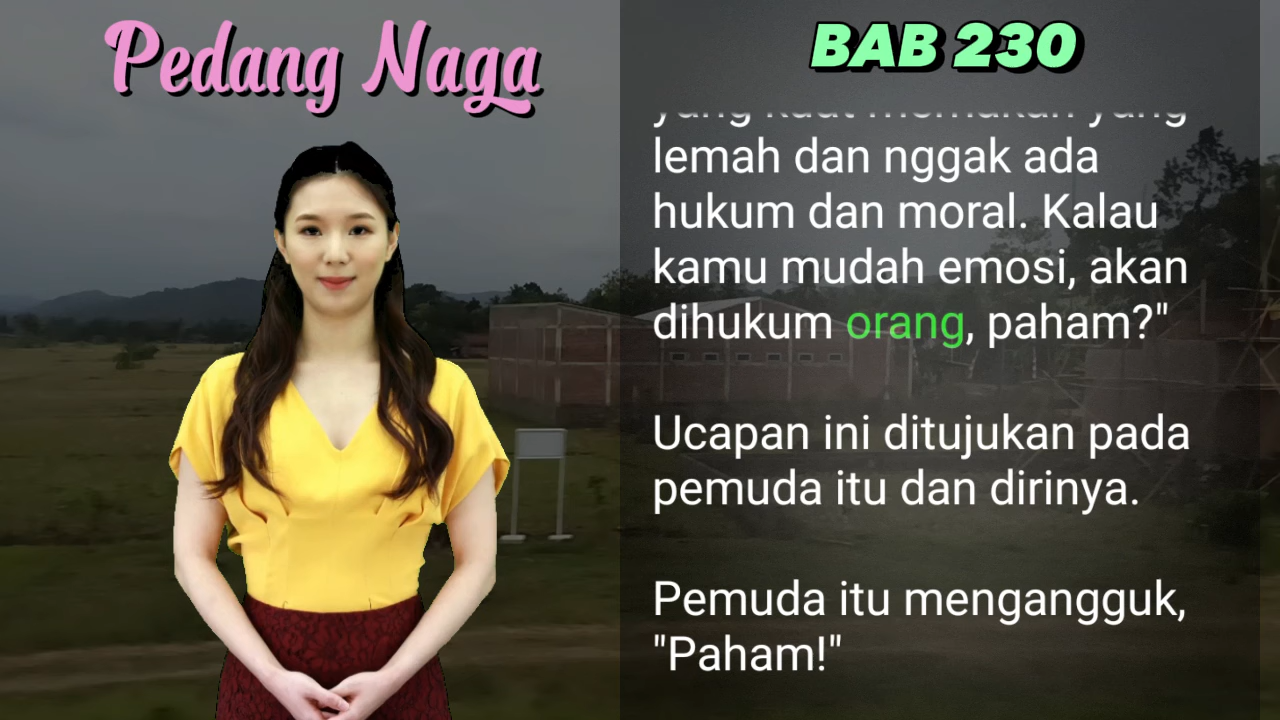 Pedang Naga
BAB 230
lemah dan nggak ada
hukum dan moral. Kalau
kamu mudah emosi, akan
dihukum orang, paham?"
Ucapan ini ditujukan pada
pemuda itu dan dirinya.
Pemuda itu mengangguk,
"Paham!"